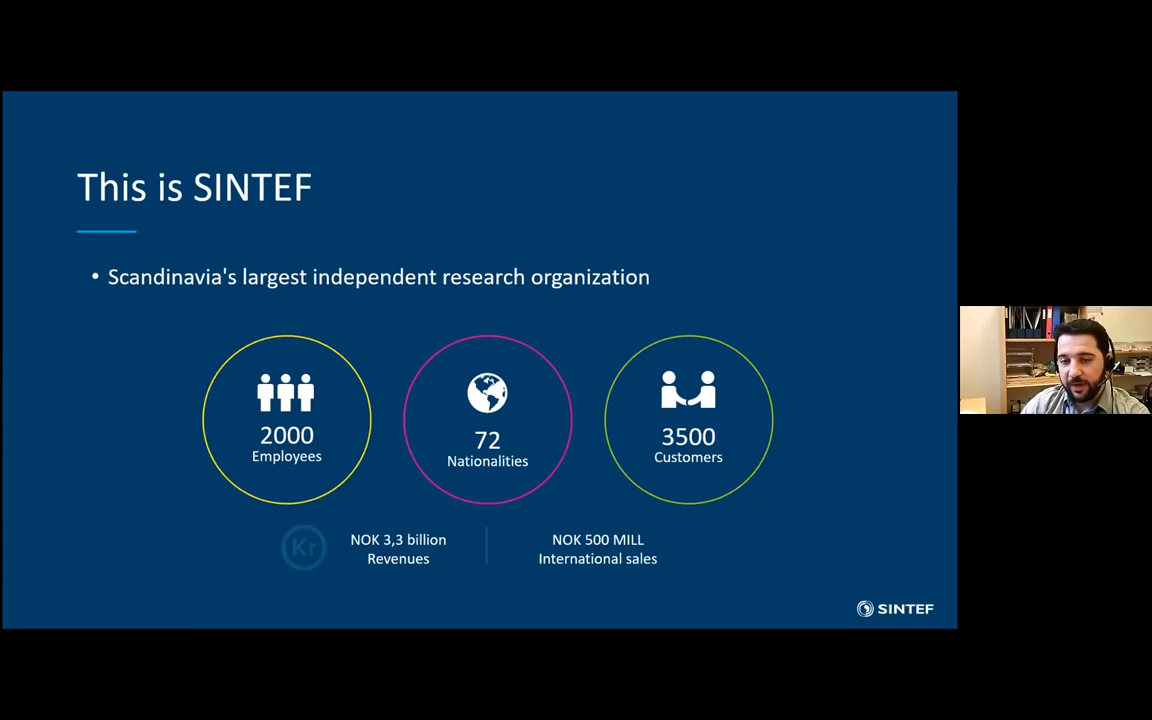 This is SINTEF
• Scandinavia's largest independent research organization
2000
Employees
72
Nationalities
3500
Customers
Kr
NOK 3,3 billion
Revenues
NOK 500 MILL
International sales
SINTEF